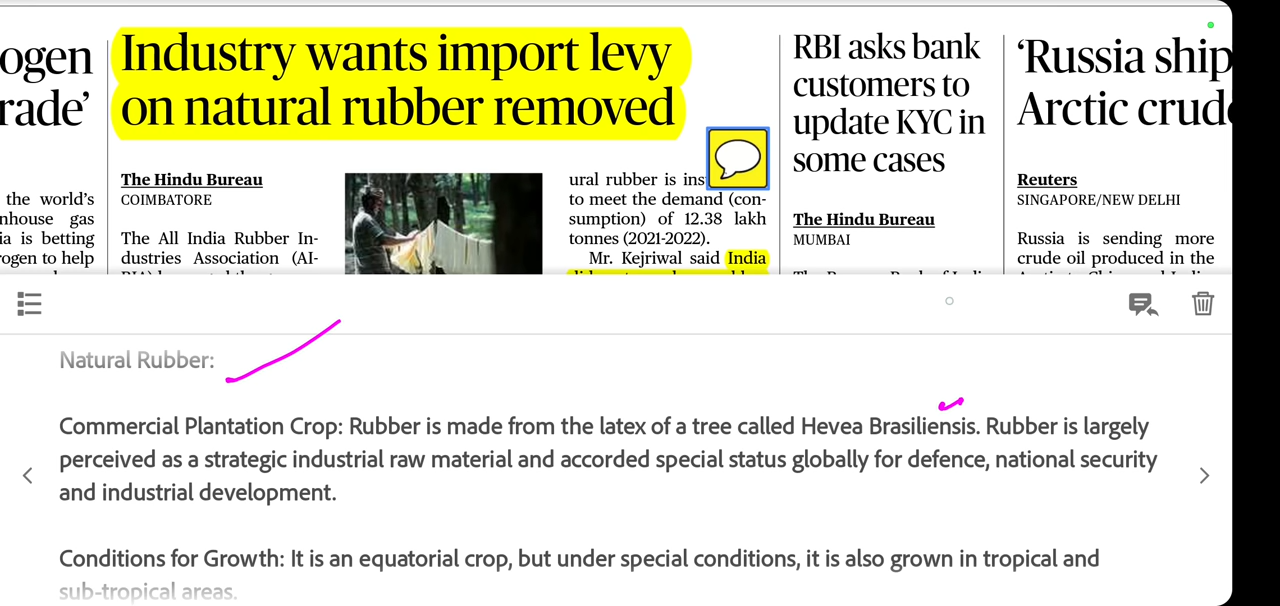 ogen
rade’
the world’s
nhouse gas
ia is betting
rogen to help
Industry wants import levy
on natural rubber removed
The Hindu Bureau
COIMBATORE
The All India Rubber In-
dustries Association (AI-
ural rubber is ins
to meet the demand (con-
sumption) of 12.38 lakh
tonnes (2021-2022).
Mr. Kejriwal said India
RBI asks bank
customers to
update KYC in
some cases
The Hindu Bureau
MUMBAI
‘Russia ship
Arctic crude
Reuters
SINGAPORE/NEW DELHI
Russia is sending more
crude oil produced in the
Natural Rubber:
Commercial Plantation Crop: Rubber is made from the latex of a tree called Hevea Brasiliensis. Rubber is largely
perceived as a strategic industrial raw material and accorded special status globally for defence, national security
and industrial development.
Conditions for Growth: It is an equatorial crop, but under special conditions, it is also grown in tropical and
sub-tropical areas.